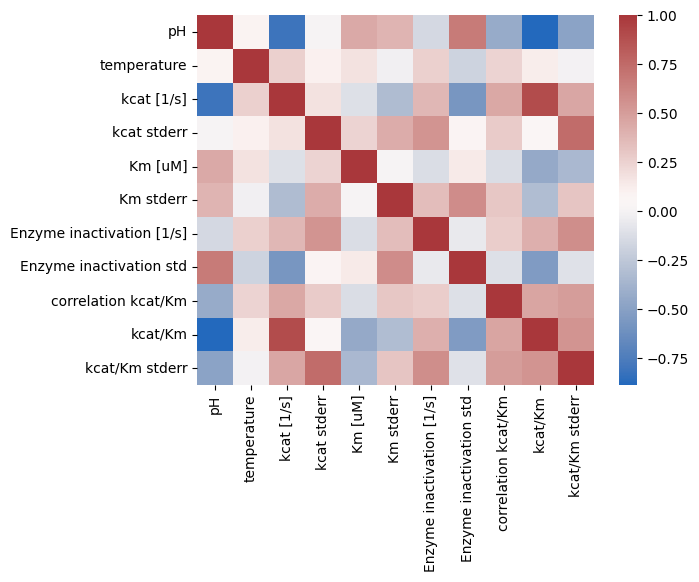 pH
temperature
kcat [1/s]
kcat stderr
Km [uM]
Km stderr
Enzyme inactivation [1/s]
Enzyme inactivation std
correlation kcat/Km
kcat/Km
kcat/Km stderr
pH
temperature
kcat [1/s]
kcat stderr
Km [uM]
Km stderr
Enzyme inactivation [1/s]
Enzyme inactivation std
correlation kcat/Km
kcat/Km
kcat/Km stderr
1.00
0.75
0.50
0.25
0.00
−0.25
−0.50
−0.75